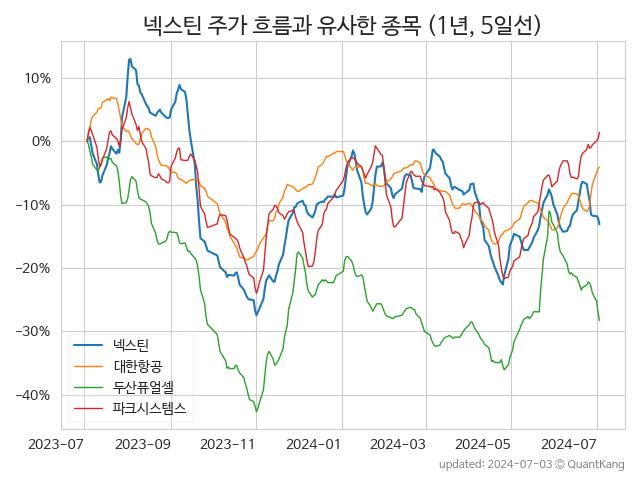 넥스틴 주가 흐름과 유사한 종목 (1년, 5일선)
10%
0%
−10%
−20%
−30%
−40%
넥스틴
대한항공
두산퓨얼셀
파크시스템스
2023-07 2023-09 2023-11 2024-01 2024-03 2024-05 2024-07
updated: 2024-07-03 © QuantKang